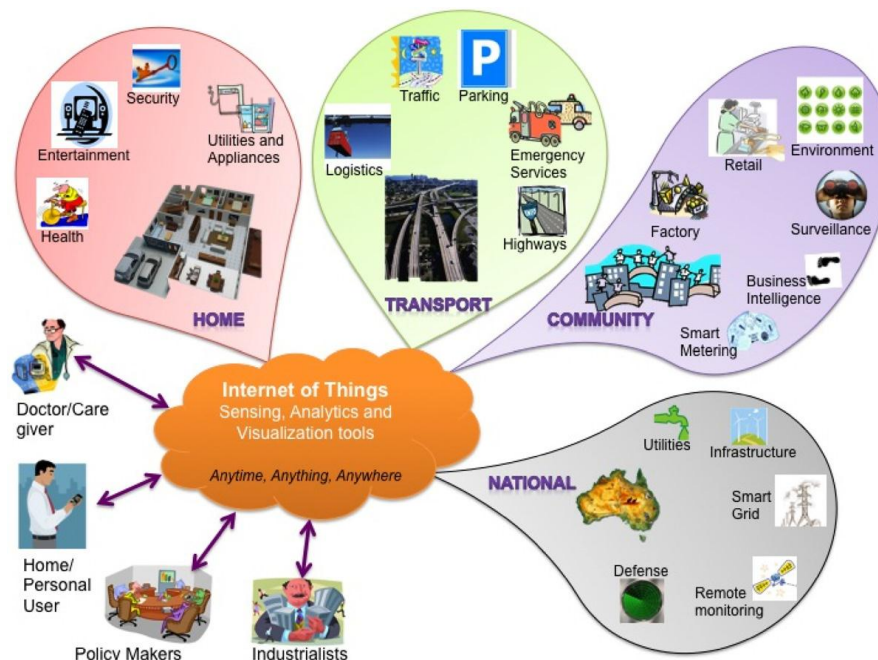 Security
Entertainment
Utilities and
Appliances
Health
HOME
Traffic
P
Parking
Logistics
Emergency
Services
Highways
TRANSPORT
Retail
Environment
Factory
Surveillance
Business
Intelligence
COMMUNITY
Smart
Metering
Internet of Things
Sensing, Analytics and
Visualization tools
Anytime, Anything, Anywhere
NATIONAL
Utilities
Infrastructure
Smart
Grid
Defense
Remote
monitoring
Doctor/Care
giver
Home/
Personal
User
Policy Makers
Industrialists